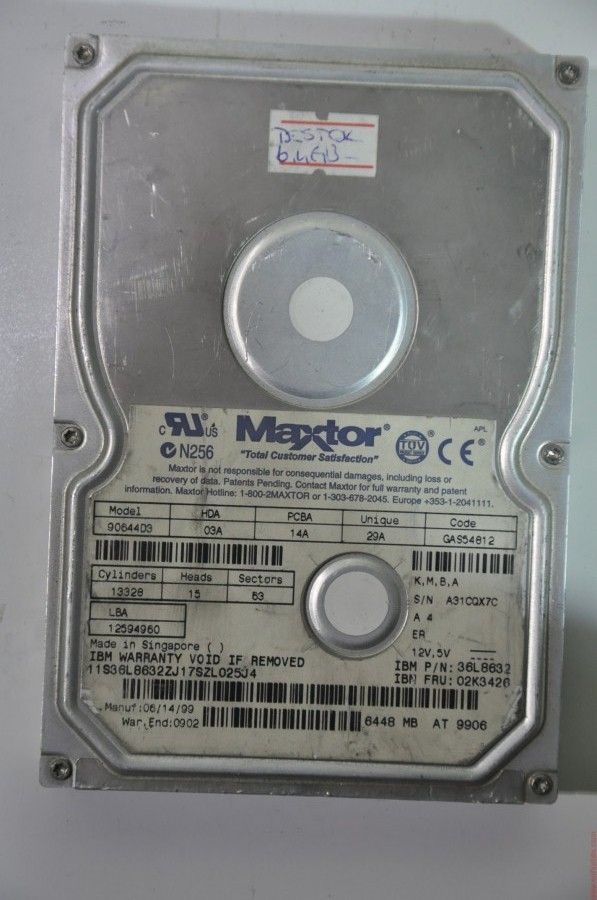 DESTOK
6.4GB
c RU® US
Maxtor®
APL
N256
"Total Customer Satisfaction"
TÜV
CE
Maxtor is not responsible for consequential damages, including loss or
recovery of data. Patents Pending. Contact Maxtor for full warranty and patent
information. Maxtor Hotline: 1-800-2MAXTOR or 1-303-678-2045. Europe +353-1-2041111.
Model HDA PCBA Unique Code
90644D3 03A 14A 29A GAS54812
Cylinders Heads Sectors
13328 15 63
K,M,B,A
S/N A31CQX7C
LBA
12594960
A 4
ER
Made in Singapore ( )
12V,5V
IBM WARRANTY VOID IF REMOVED
IBM P/N: 36L8632
11S36L8632ZJ17SZL025J4
IBM FRU: 02K3426
Manuf:06/14/99
War.End:0902
6448 MB AT 9906